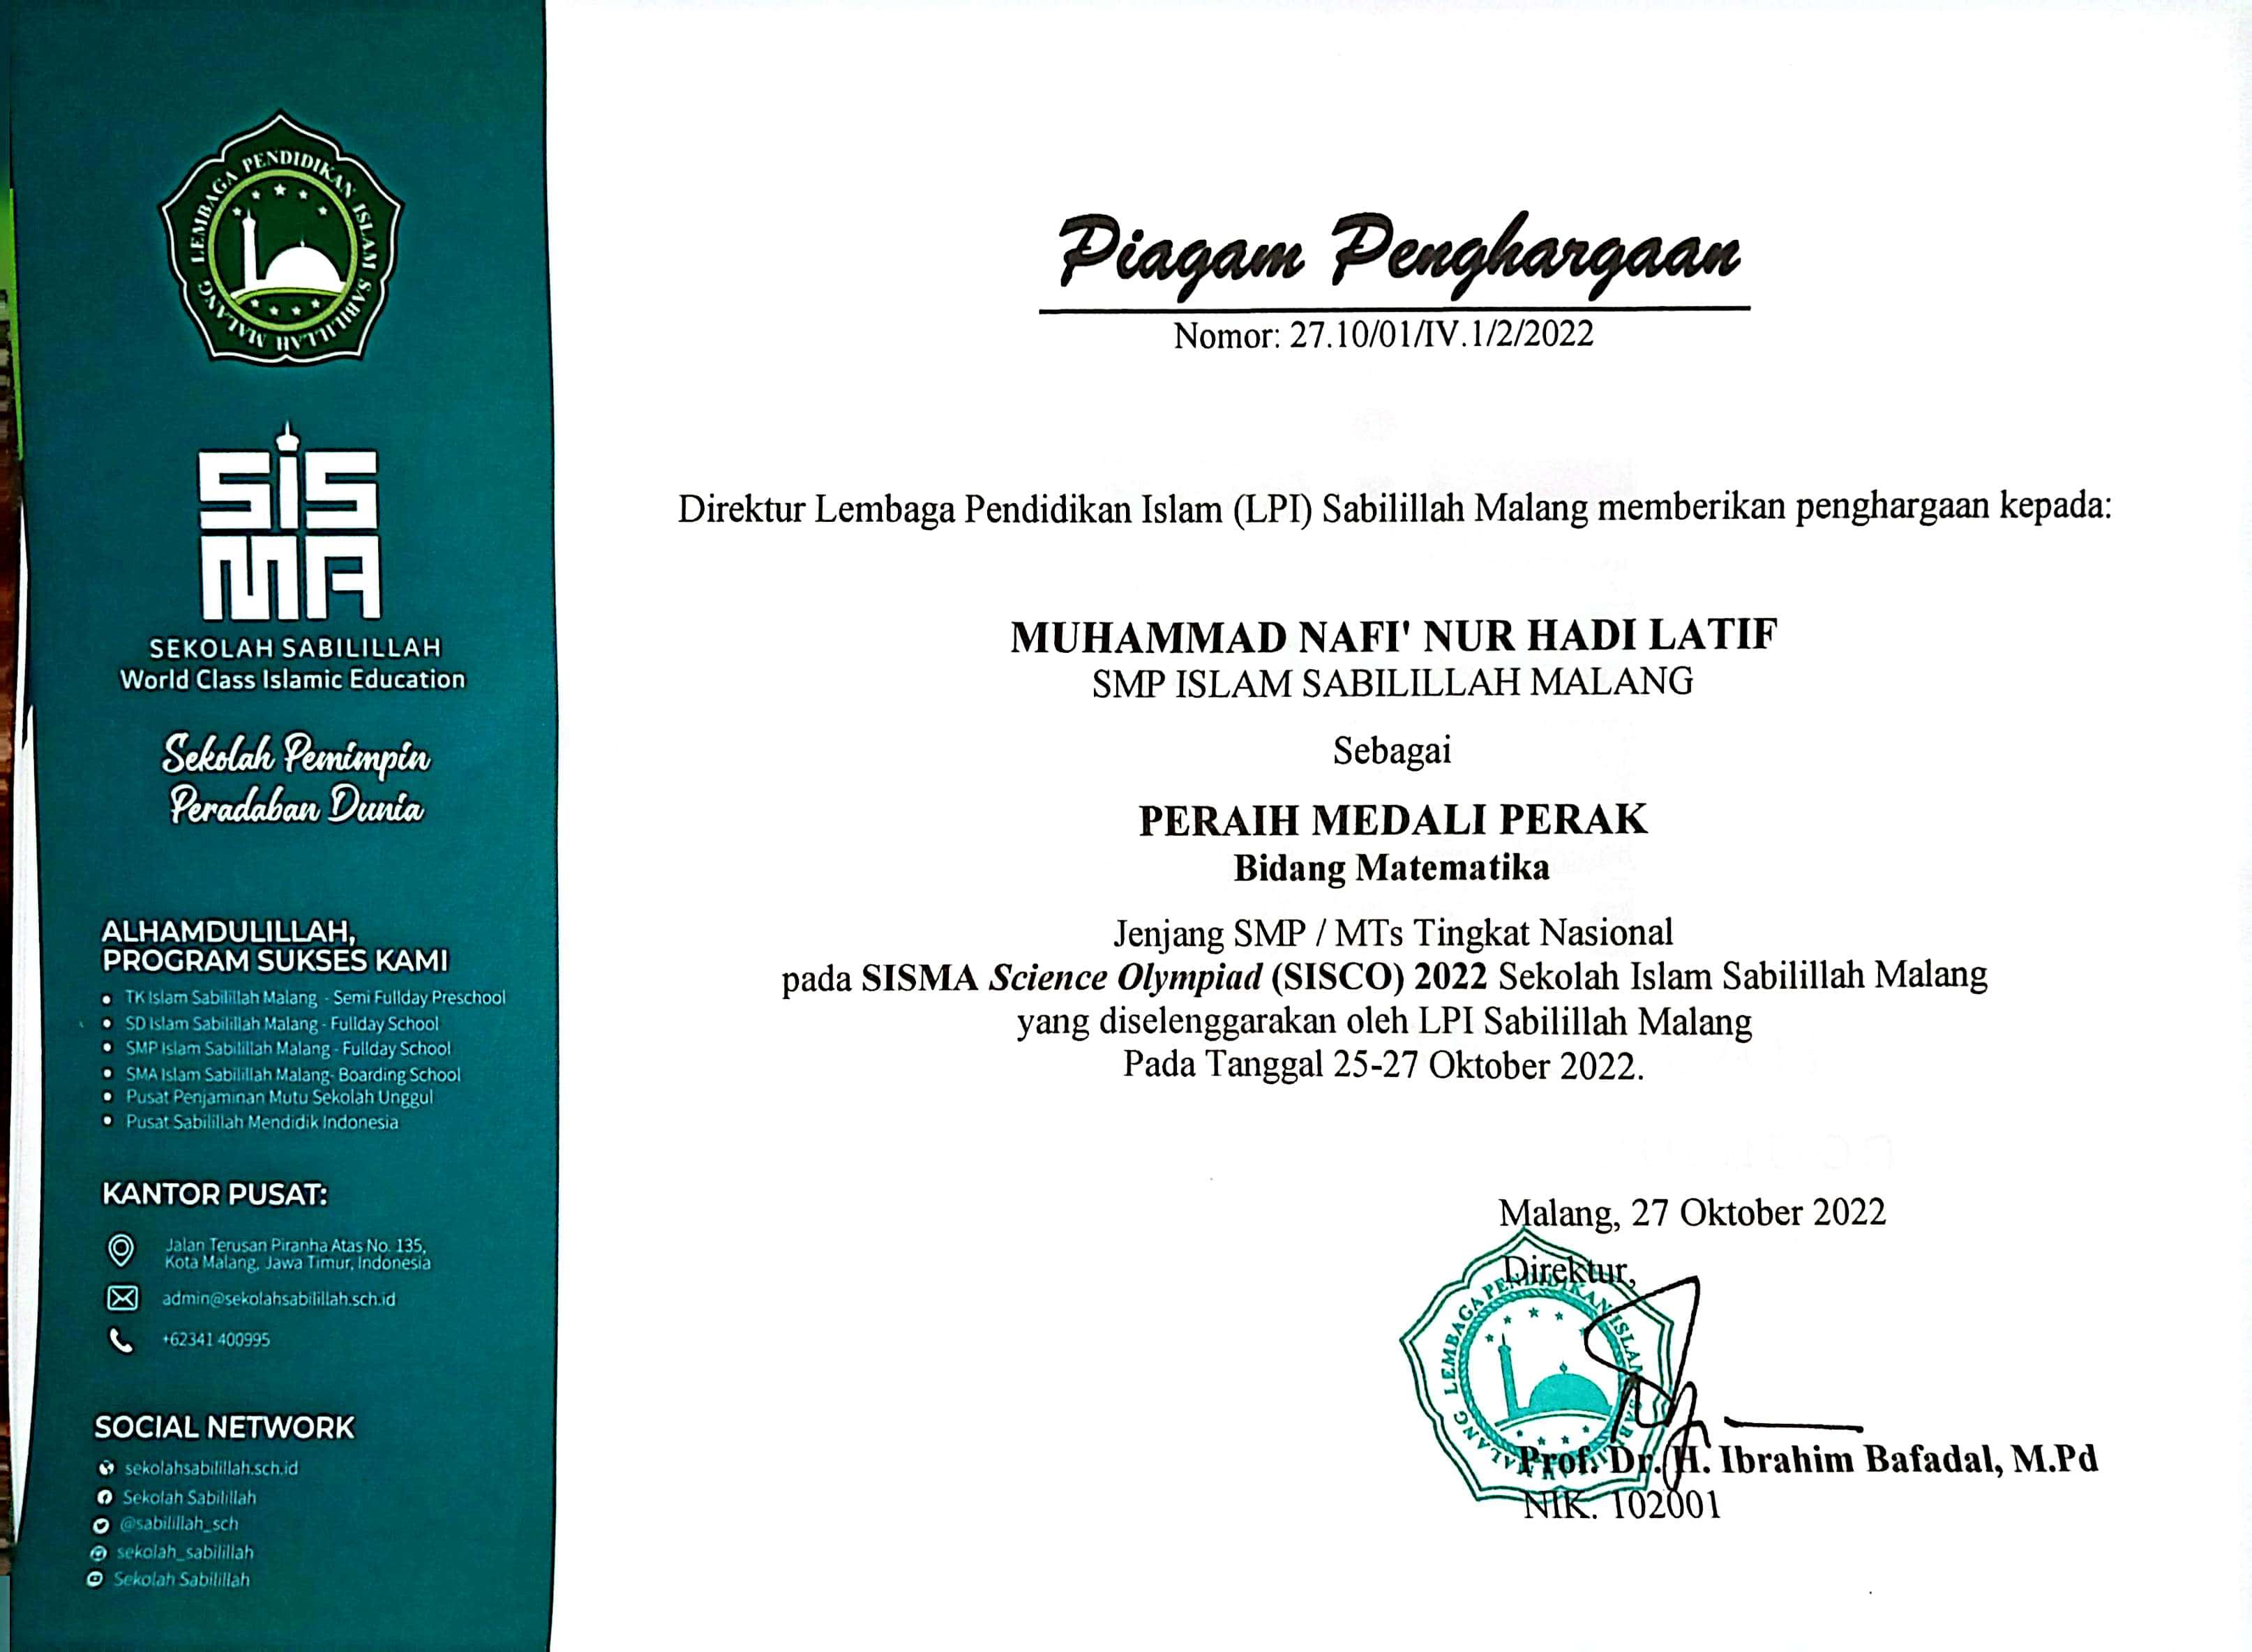 LEMBAGA PENDIDIKAN ISLAM SABILILLAH MALANG
SISMA
SEKOLAH SABILILLAH
World Class Islamic Education
Sekolah Pemimpin
Peradaban Dunia
ALHAMDULILLAH,
PROGRAM SUKSES KAMI
• TK Islam Sabilillah Malang - Semi Fullday Preschool
• SD Islam Sabilillah Malang - Fullday School
• SMP Islam Sabilillah Malang - Fullday School
• SMA Islam Sabilillah Malang- Boarding School
• Pusat Penjaminan Mutu Sekolah Unggul
• Pusat Sabilillah Mendidik Indonesia
KANTOR PUSAT:
Jalan Terusan Piranha Atas No. 135,
Kota Malang, Jawa Timur, Indonesia
admin@sekolahsabilillah.sch.id
+62341 400995
SOCIAL NETWORK
sekolahsabilillah.sch.id
Sekolah Sabilillah
@sabilillah_sch
sekolah_sabilillah
Sekolah Sabilillah
Piagam Penghargaan
Nomor: 27.10/01/IV.1/2/2022
Direktur Lembaga Pendidikan Islam (LPI) Sabilillah Malang memberikan penghargaan kepada:
MUHAMMAD NAFI' NUR HADI LATIF
SMP ISLAM SABILILLAH MALANG
Sebagai
PERAIH MEDALI PERAK
Bidang Matematika
Jenjang SMP / MTs Tingkat Nasional
pada SISMA Science Olympiad (SISCO) 2022 Sekolah Islam Sabilillah Malang
yang diselenggarakan oleh LPI Sabilillah Malang
Pada Tanggal 25-27 Oktober 2022.
Malang, 27 Oktober 2022
Direktur,
LEMBAGA PENDIDIKAN ISLAM SABILILLAH MALANG
Prof. Dr. H. Ibrahim Bafadal, M.Pd
NIK. 102001